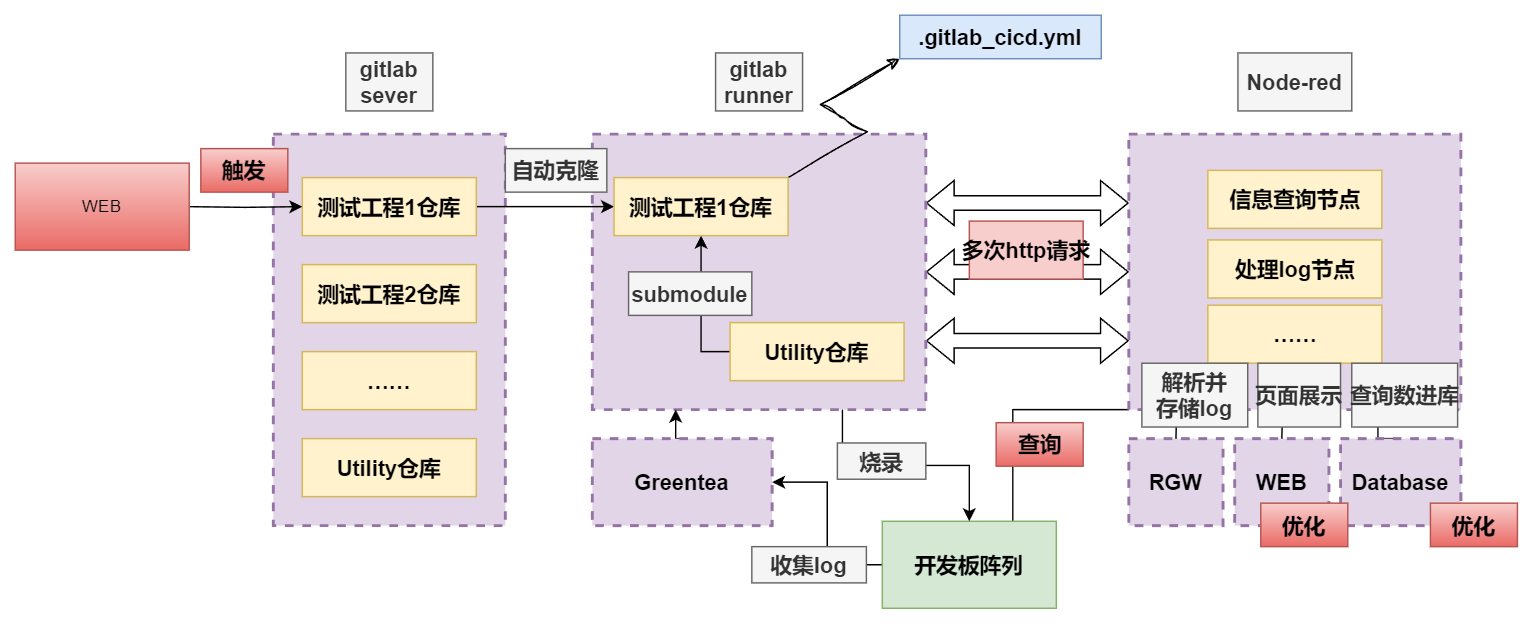 .gitlab_cicd.yml
gitlab
sever
gitlab
runner
Node-red
触发
自动克隆
WEB
测试工程1仓库
测试工程1仓库
信息查询节点
多次http请求
测试工程2仓库
submodule
处理log节点
……
Utility仓库
……
解析并
存储log
页面展示
查询数进库
Utility仓库
Greentea
烧录
查询
RGW
WEB
Database
优化
优化
收集log
开发板阵列